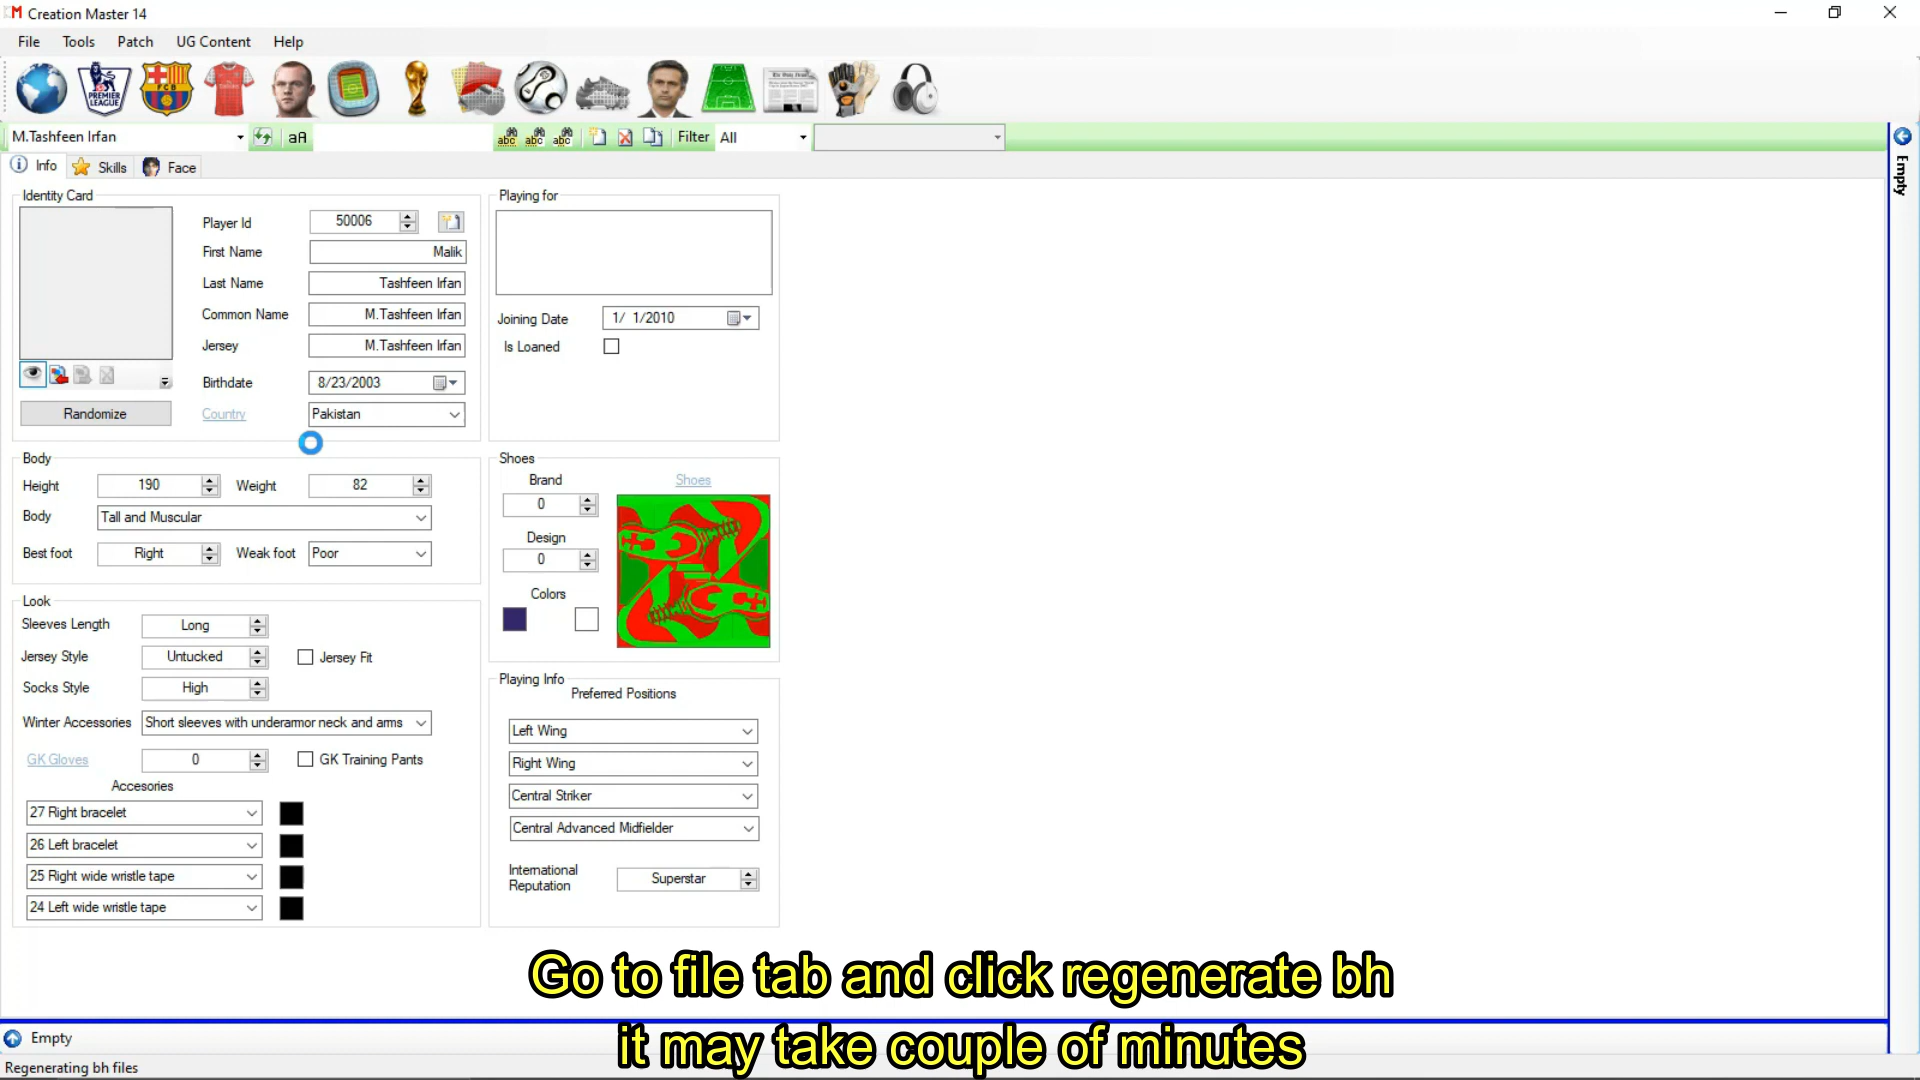 Creation Master 14
File Tools Patch UG Content Help
M.Tashfeen Irfan aA Filter All
Info Skills Face
Identity Card
Player Id 50006
First Name Malik
Last Name Tashfeen Irfan
Common Name M.Tashfeen Irfan
Jersey M.Tashfeen Irfan
Birthdate 8/23/2003
Randomize Country Pakistan
Body
Height 190 Weight 82
Body Tall and Muscular
Best foot Right Weak foot Poor
Look
Sleeves Length Long
Jersey Style Untucked Jersey Fit
Socks Style High
Winter Accessories Short sleeves with underarmor neck and arms
GK Gloves 0 GK Training Pants
Accesories
27 Right bracelet
26 Left bracelet
25 Right wide wristle tape
24 Left wide wristle tape
Playing for
Joining Date 1/ 1/2010
Is Loaned
Shoes
Brand Shoes
0
Design
0
Colors
Playing Info
Preferred Positions
Left Wing
Right Wing
Central Striker
Central Advanced Midfielder
International
Reputation Superstar
Empty
Go to file tab and click regenerate bh
it may take couple of minutes
Empty
Regenerating bh files